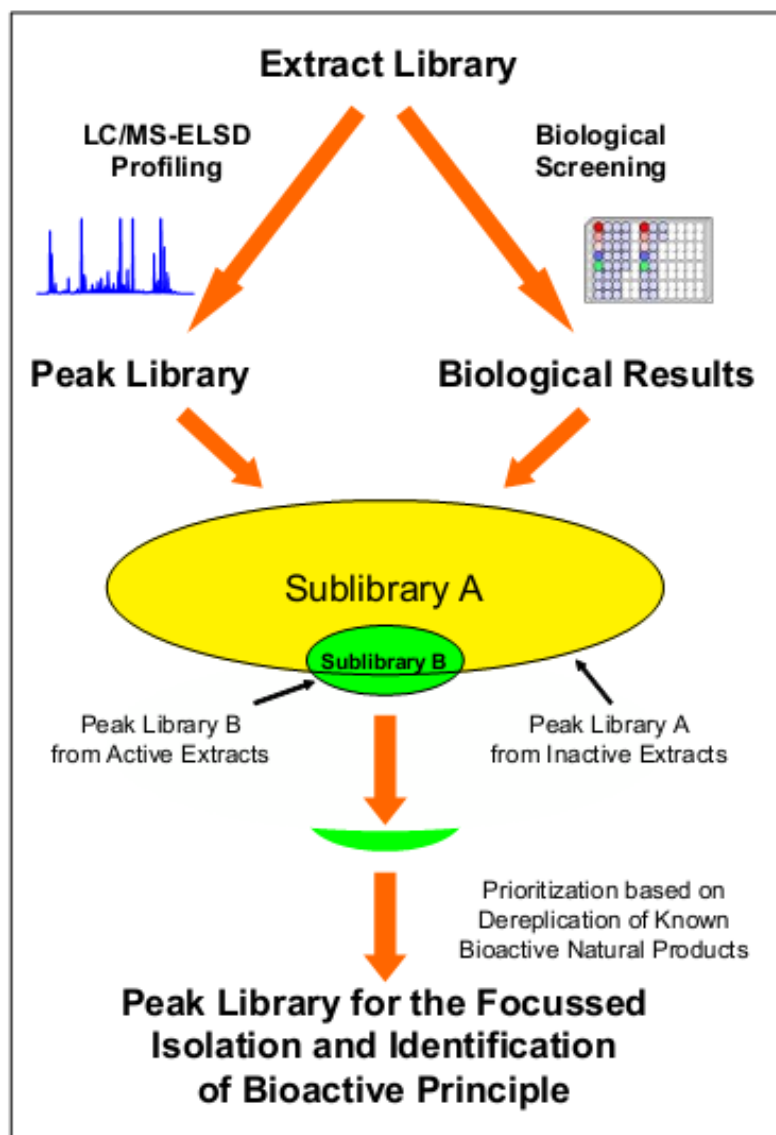 Extract Library
LC/MS-ELSD
Profiling
Biological
Screening
Peak Library
Biological Results
Sublibrary A
Sublibrary B
Peak Library B
from Active Extracts
Peak Library A
from Inactive Extracts
Prioritization based on
Dereplication of Known
Bioactive Natural Products
Peak Library for the Focussed
Isolation and Identification
of Bioactive Principle